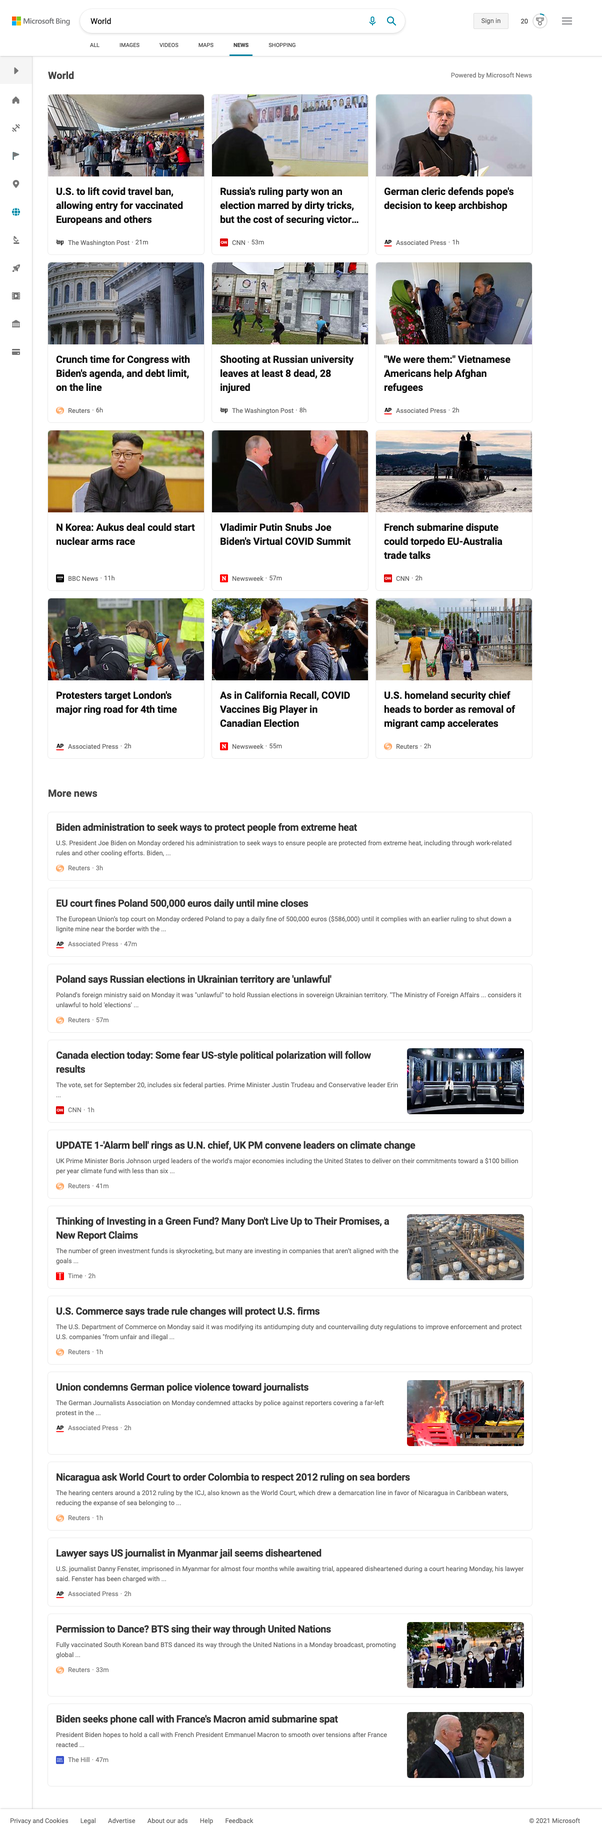 Microsoft Bing
World
Sign in
20
ALL IMAGES VIDEOS MAPS NEWS SHOPPING
World
Powered by Microsoft News
U.S. to lift covid travel ban,
allowing entry for vaccinated
Europeans and others
The Washington Post · 21m
Russia's ruling party won an
election marred by dirty tricks,
but the cost of securing victor...
CNN · 53m
German cleric defends pope's
decision to keep archbishop
AP Associated Press · 1h
Crunch time for Congress with
Biden's agenda, and debt limit,
on the line
Reuters · 6h
Shooting at Russian university
leaves at least 8 dead, 28
injured
The Washington Post · 8h
"We were them:" Vietnamese
Americans help Afghan
refugees
AP Associated Press · 2h
N Korea: Aukus deal could start
nuclear arms race
BBC News · 11h
Vladimir Putin Snubs Joe
Biden's Virtual COVID Summit
N Newsweek · 57m
French submarine dispute
could torpedo EU-Australia
trade talks
CNN · 2h
Protesters target London's
major ring road for 4th time
AP Associated Press · 2h
As in California Recall, COVID
Vaccines Big Player in
Canadian Election
N Newsweek · 55m
U.S. homeland security chief
heads to border as removal of
migrant camp accelerates
Reuters · 2h
More news
Biden administration to seek ways to protect people from extreme heat
U.S. President Joe Biden on Monday ordered his administration to seek ways to ensure people are protected from extreme heat, including through work-related
rules and other cooling efforts. Biden, ...
Reuters · 3h
EU court fines Poland 500,000 euros daily until mine closes
The European Union's top court on Monday ordered Poland to pay a daily fine of 500,000 euros ($586,000) until it complies with an earlier ruling to shut down a
lignite mine near the border with the ...
AP Associated Press · 47m
Poland says Russian elections in Ukrainian territory are 'unlawful'
Poland's foreign ministry said on Monday it was "unlawful" to hold Russian elections in sovereign Ukrainian territory. "The Ministry of Foreign Affairs ... considers it
unlawful to hold 'elections' ...
Reuters · 57m
Canada election today: Some fear US-style political polarization will follow
results
The vote, set for September 20, includes six federal parties. Prime Minister Justin Trudeau and Conservative leader Erin
...
CNN · 1h
UPDATE 1-'Alarm bell' rings as U.N. chief, UK PM convene leaders on climate change
UK Prime Minister Boris Johnson urged leaders of the world's major economies including the United States to deliver on their commitments toward a $100 billion
per year climate fund with less than six ...
Reuters · 41m
Thinking of Investing in a Green Fund? Many Don't Live Up to Their Promises, a
New Report Claims
The number of green investment funds is skyrocketing, but many are investing in companies that aren't aligned with the
goals ...
Time · 2h
U.S. Commerce says trade rule changes will protect U.S. firms
The U.S. Department of Commerce on Monday said it was modifying its antidumping duty and countervailing duty regulations to improve enforcement and protect
U.S. companies "from unfair and illegal ...
Reuters · 1h
Union condemns German police violence toward journalists
The German Journalists Association on Monday condemned attacks by police against reporters covering a far-left
protest in the ...
AP Associated Press · 2h
Nicaragua ask World Court to order Colombia to respect 2012 ruling on sea borders
The hearing centers around a 2012 ruling by the ICJ, also known as the World Court, which drew a demarcation line in favor of Nicaragua in Caribbean waters,
reducing the expanse of sea belonging to ...
Reuters · 1h
Lawyer says US journalist in Myanmar jail seems disheartened
U.S. journalist Danny Fenster, imprisoned in Myanmar for almost four months while awaiting trial, appeared disheartened during a court hearing Monday, his lawyer
said. Fenster has been charged with ...
AP Associated Press · 2h
Permission to Dance? BTS sing their way through United Nations
Fully vaccinated South Korean band BTS danced its way through the United Nations in a Monday broadcast, promoting
global ...
Reuters · 33m
Biden seeks phone call with France's Macron amid submarine spat
President Biden hopes to hold a call with French President Emmanuel Macron to smooth over tensions after France
reacted ...
The Hill · 47m
Privacy and Cookies Legal Advertise About our ads Help Feedback
© 2021 Microsoft